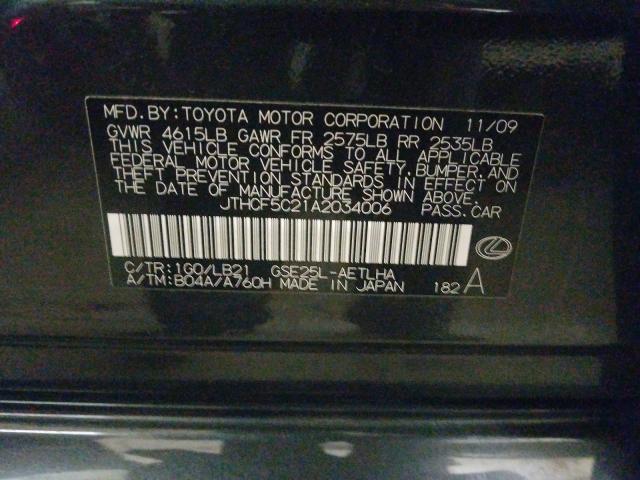 MFD. BY: TOYOTA MOTOR CORPORATION 11/09
GVWR 4615LB GAWR FR 2575LB RR 2535LB
THIS VEHICLE CONFORMS TO ALL APPLICABLE
FEDERAL MOTOR VEHICLE SAFETY, BUMPER, AND
THEFT PREVENTION STANDARDS IN EFFECT ON
THE DATE OF MANUFACTURE SHOWN ABOVE.
JTHCF5C21A2034006 PASS. CAR
C/TR: 1G0/LB21 GSE25L-AETLHA
A/TM: B04A/A760H MADE IN JAPAN 182 A